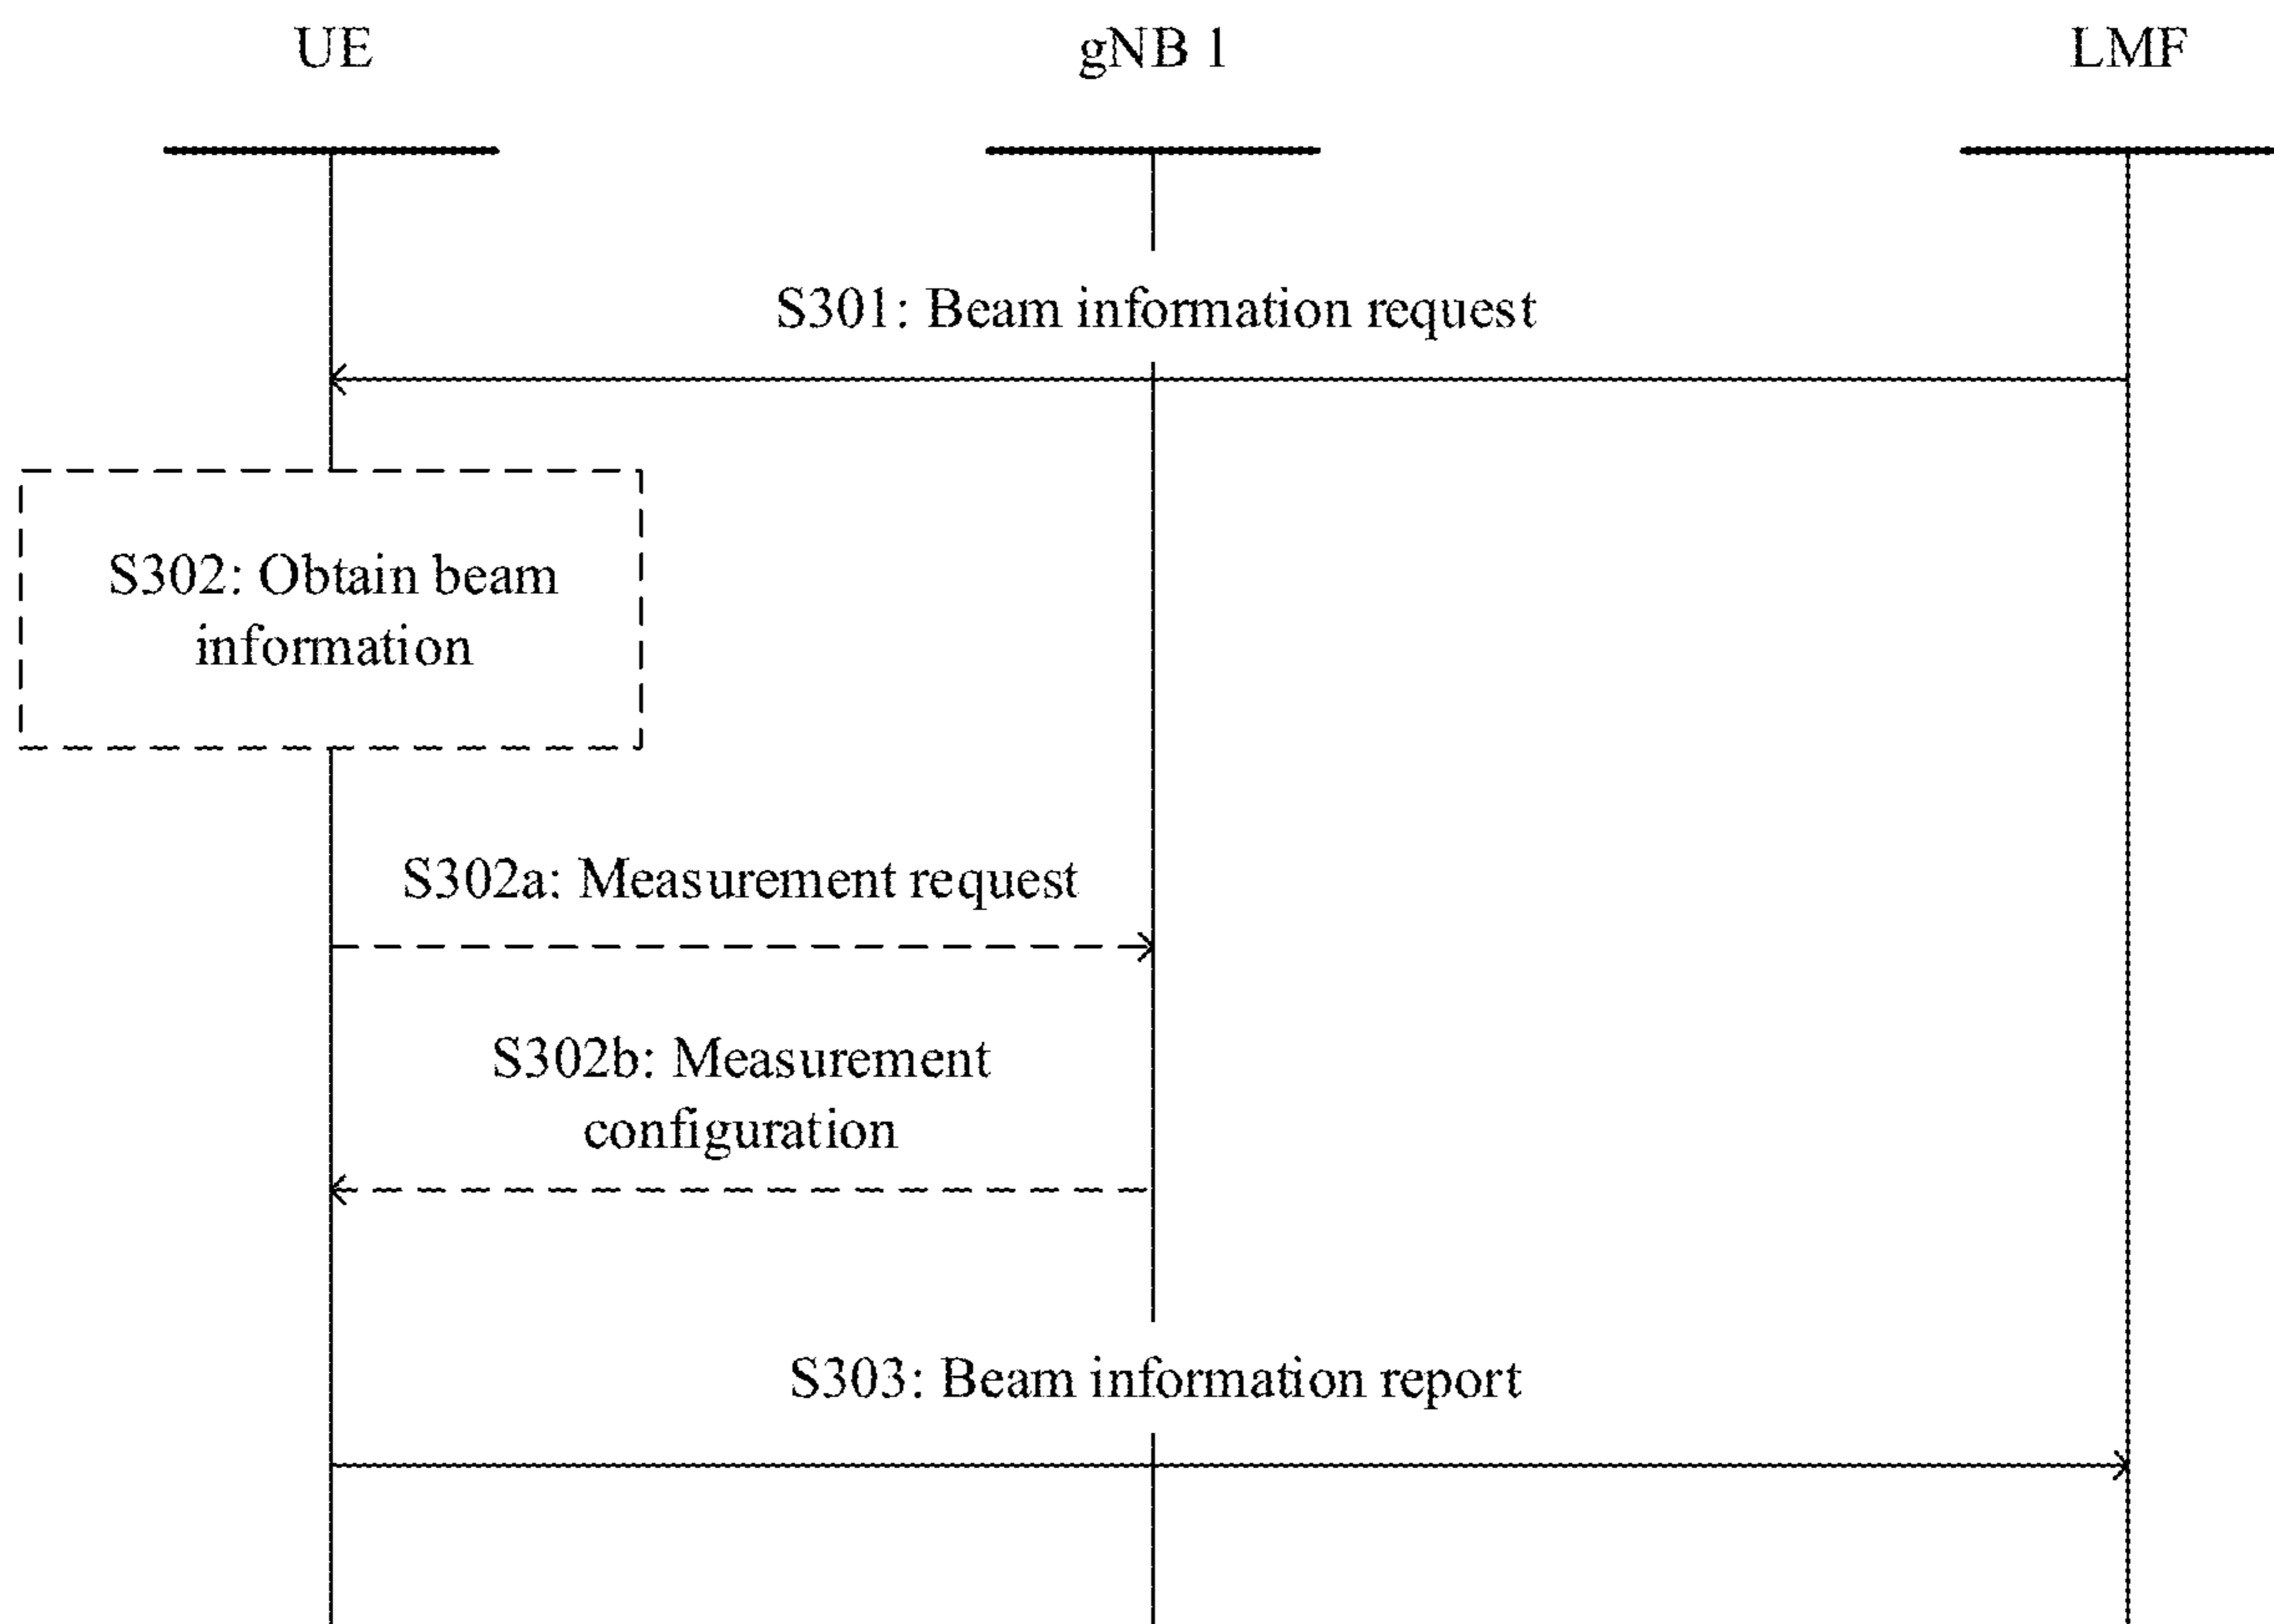 UE
gNB 1
LMF
S301: Beam information request
S302: Obtain beam
information
S302a: Measurement request
S302b: Measurement
configuration
S303: Beam information report